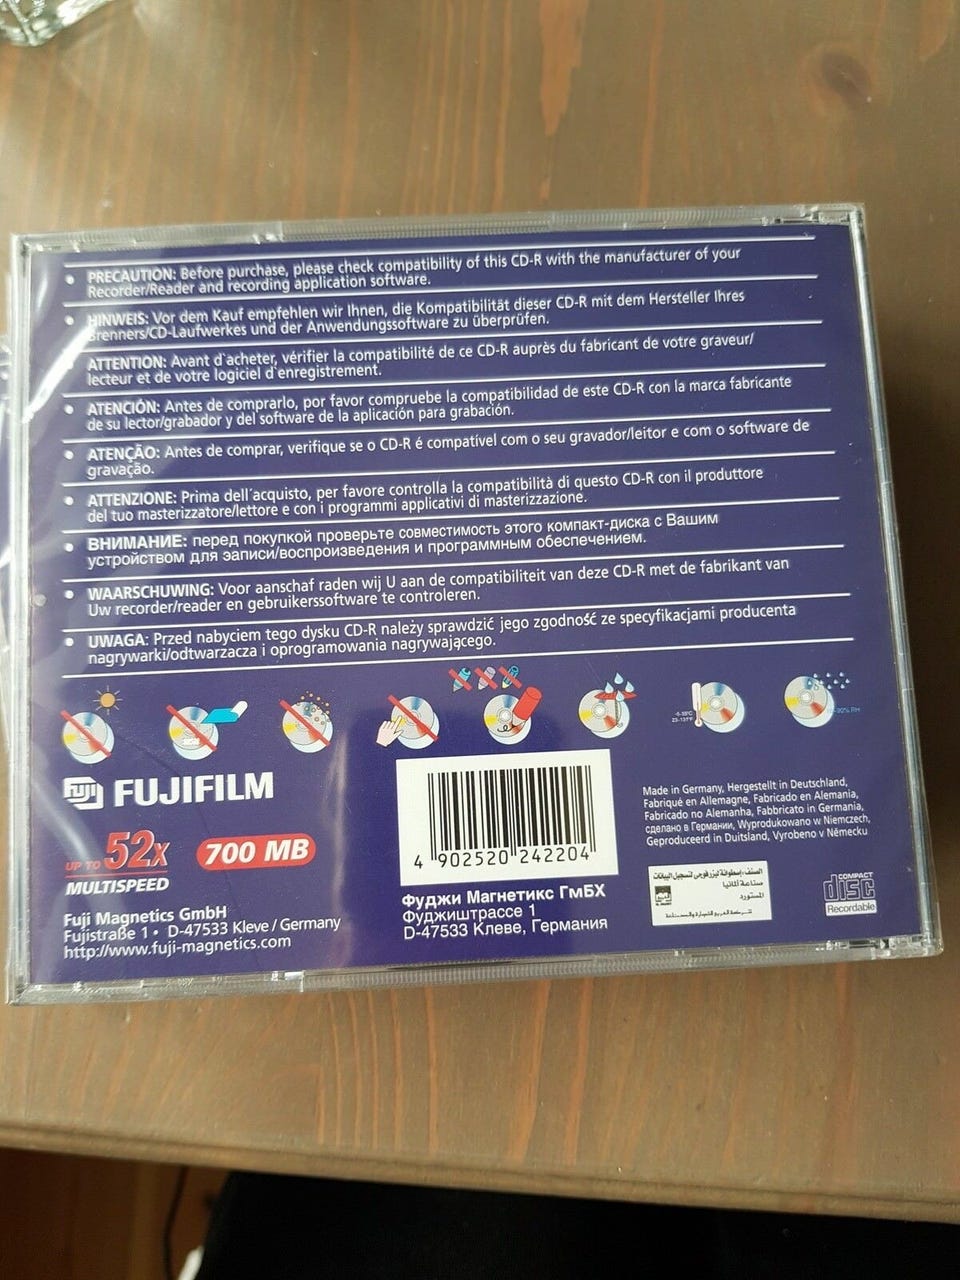 PRECAUTION: Before purchase, please check compatibility of this CD-R with the manufacturer of your
Recorder/Reader and recording application software.
HINWEIS: Vor dem Kauf empfehlen wir Ihnen, die Kompatibilität dieser CD-R mit dem Hersteller Ihres
Brenners/CD-Laufwerkes und der Anwendungssoftware zu überprüfen.
ATTENTION: Avant d`acheter, vérifier la compatibilité de ce CD-R auprès du fabricant de votre graveur/
lecteur et de votre logiciel d´enregistrement.
ATENCIÓN: Antes de comprarlo, por favor compruebe la compatibilidad de este CD-R con la marca fabricante
de su lector/grabador y del software de la aplicación para grabación.
ATENÇÃO: Antes de comprar, verifique se o CD-R é compatível com o seu gravador/leitor e com o software de
gravação.
ATTENZIONE: Prima dell´acquisto, per favore controlla la compatibilità di questo CD-R con il produttore
del tuo masterizzatore/lettore e con i programmi applicativi di masterizzazione.
ВНИМАНИЕ: перед покупкой проверьте совместимость этого компакт-диска с Вашим
устройством для записи/воспроизведения и программным обеспечением.
WAARSCHUWING: Voor aanschaf raden wij U aan de compatibiliteit van deze CD-R met de fabrikant van
Uw recorder/reader en gebruikerssoftware te controleren.
UWAGA: Przed nabyciem tego dysku CD-R należy sprawdzić jego zgodność ze specyfikacjami producenta
nagrywarki/odtwarzacza i oprogramowania nagrywającego.
FUJI FUJIFILM
UP TO 52x
MULTISPEED
700 MB
Fuji Magnetics GmbH
Fujistraße 1 • D-47533 Kleve / Germany
http://www.fuji-magnetics.com
4 902520 242204
Фуджи Магнетикс ГмБХ
Фуджиштрассе 1
D-47533 Клеве, Германия
Made in Germany, Hergestellt in Deutschland,
Fabriqué en Allemagne, Fabricado en Alemania,
Fabricado no Alemanha, Fabbricato in Germania,
сделано в Германии, Wyprodukowano w Niemczech,
Geproduceerd in Duitsland, Vyrobeno v Německu
الصنف: اسطوانة ليزر فوجي لتسجيل البيانات
صناعة ألمانيا
المستورد
COMPACT
disc
Recordable